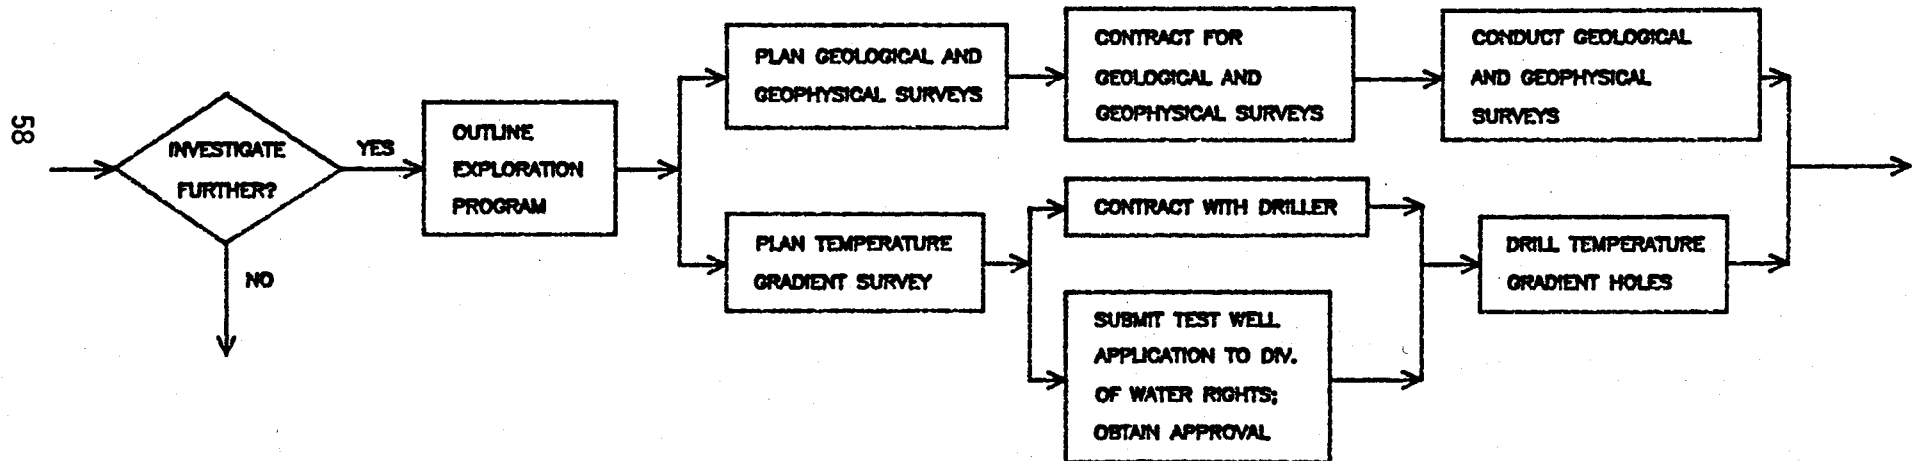 58
INVESTIGATE
FURTHER?
YES
NO
OUTLINE
EXPLORATION
PROGRAM
PLAN GEOLOGICAL AND
GEOPHYSICAL SURVEYS
CONTRACT FOR
GEOLOGICAL AND
GEOPHYSICAL SURVEYS
CONDUCT GEOLOGICAL
AND GEOPHYSICAL
SURVEYS
PLAN TEMPERATURE
GRADIENT SURVEY
CONTRACT WITH DRILLER
SUBMIT TEST WELL
APPLICATION TO DIV.
OF WATER RIGHTS;
OBTAIN APPROVAL
DRILL TEMPERATURE
GRADIENT HOLES